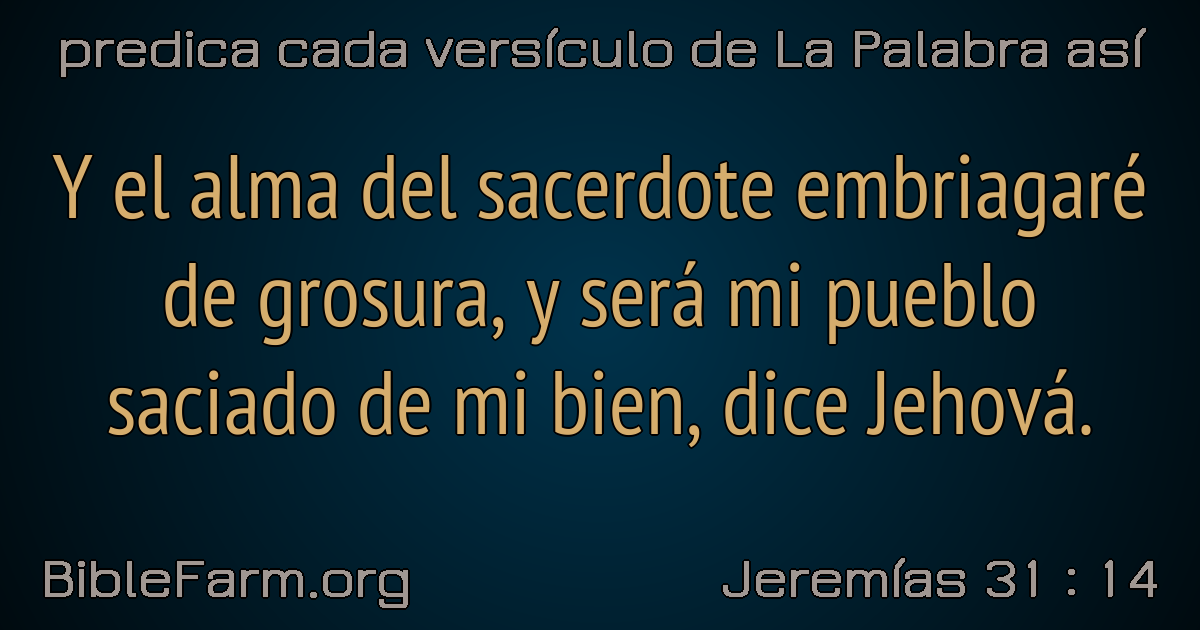 predica cada versículo de La Palabra así
Y el alma del sacerdote embriagaré
de grosura, y será mi pueblo
saciado de mi bien, dice Jehová.
BibleFarm.org
Jeremías 31 : 14